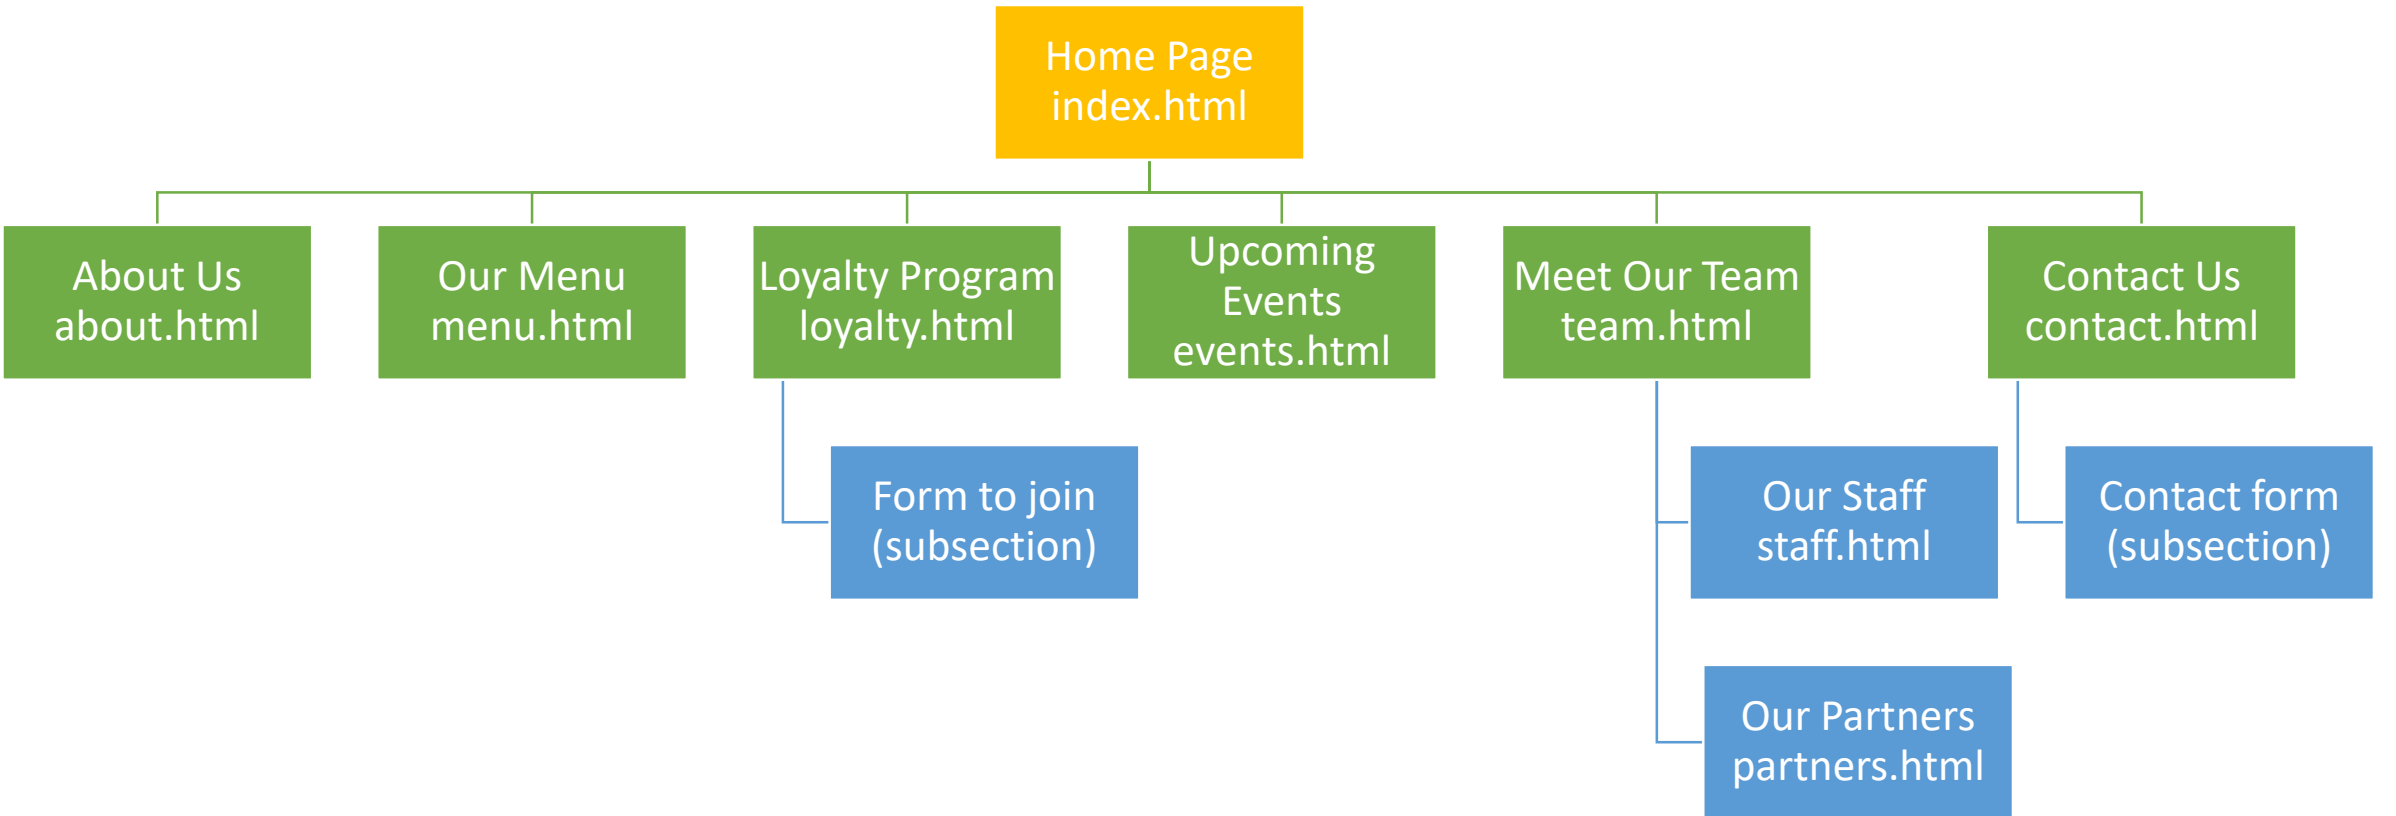 Home Page
index.html
About Us
about.html
Our Menu
menu.html
Loyalty Program
loyalty.html
Upcoming
Events
events.html
Meet Our Team
team.html
Contact Us
contact.html
Form to join
(subsection)
Our Staff
staff.html
Contact form
(subsection)
Our Partners
partners.html